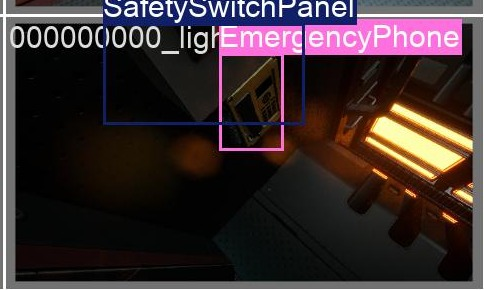 SafetySwitchPanel
000000000_ligh
EmergencyPhone